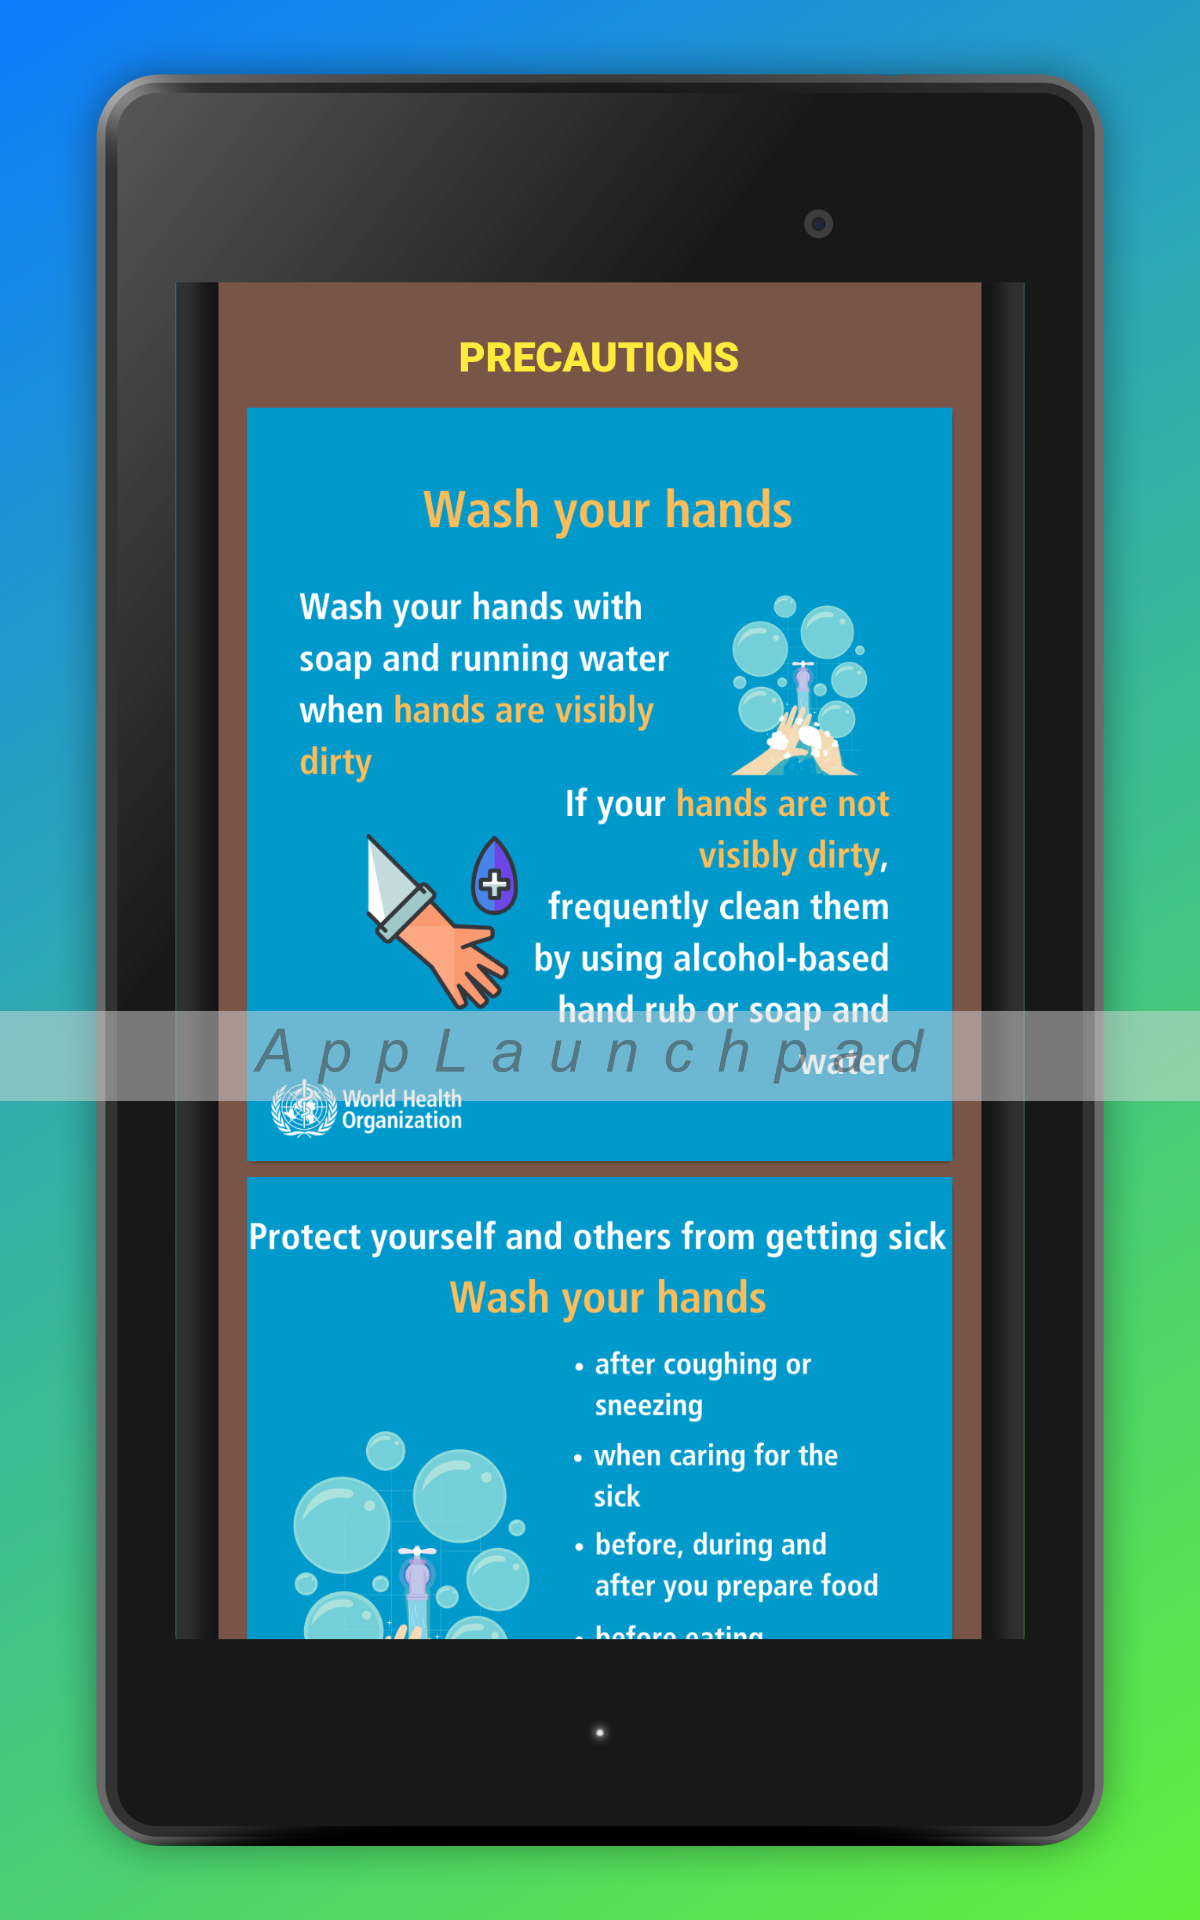 PRECAUTIONS
Wash your hands
Wash your hands with
soap and running water
when hands are visibly
dirty
If your hands are not
visibly dirty,
frequently clean them
by using alcohol-based
hand rub or soap and
water
AppLaunchpad
World Health
Organization
Protect yourself and others from getting sick
Wash your hands
• after coughing or
sneezing
• when caring for the
sick
• before, during and
after you prepare food
• before eating